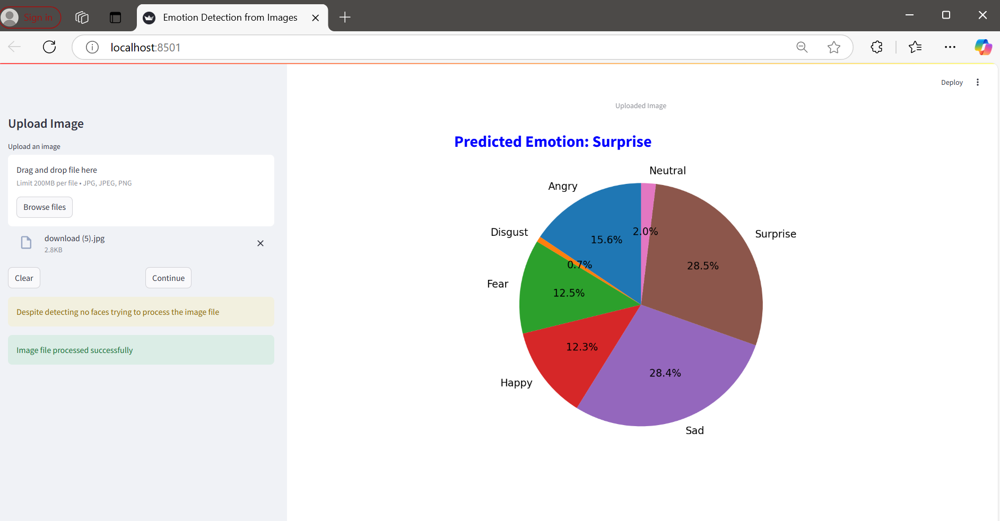 Sign in
Emotion Detection from Images
localhost:8501
Deploy
Upload Image
Upload an image
Drag and drop file here
Limit 200MB per file • JPG, JPEG, PNG
Browse files
download (5).jpg
2.8KB
Clear
Continue
Despite detecting no faces trying to process the image file
Image file processed successfully
Uploaded Image
Predicted Emotion: Surprise
Neutral
Angry
Disgust
Surprise
2.0%
15.6%
0.7%
28.5%
Fear
12.5%
12.3%
28.4%
Happy
Sad